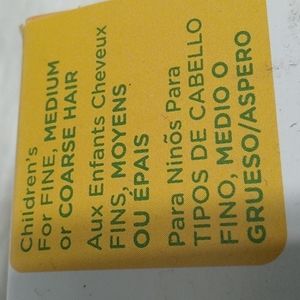 Children's
For FINE, MEDIUM
or COARSE HAIR
Aux Enfants Cheveux
FINS, MOYENS
OU ÉPAIS
Para Ninõs Para
TIPOS DE CABELLO
FINO, MEDIO O
GRUESO/ASPERO